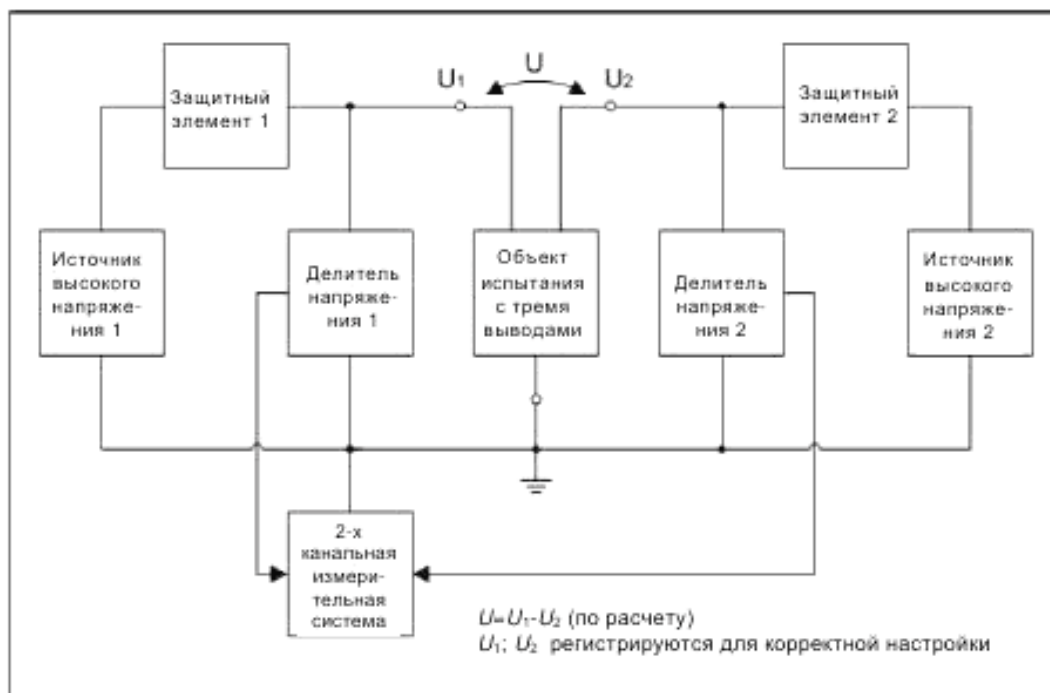 U1
U
U2
Защитный
элемент 1
Защитный
элемент 2
Источник
высокого
напряже-
ния 1
Делитель
напряже-
ния 1
Объект
испытания
с тремя
выводами
Делитель
напряже-
ния 2
Источник
высокого
напряже-
ния 2
2-х
канальная
измери-
тельная
система
U=U1-U2 (по расчету)
U1; U2 регистрируются для корректной настройки